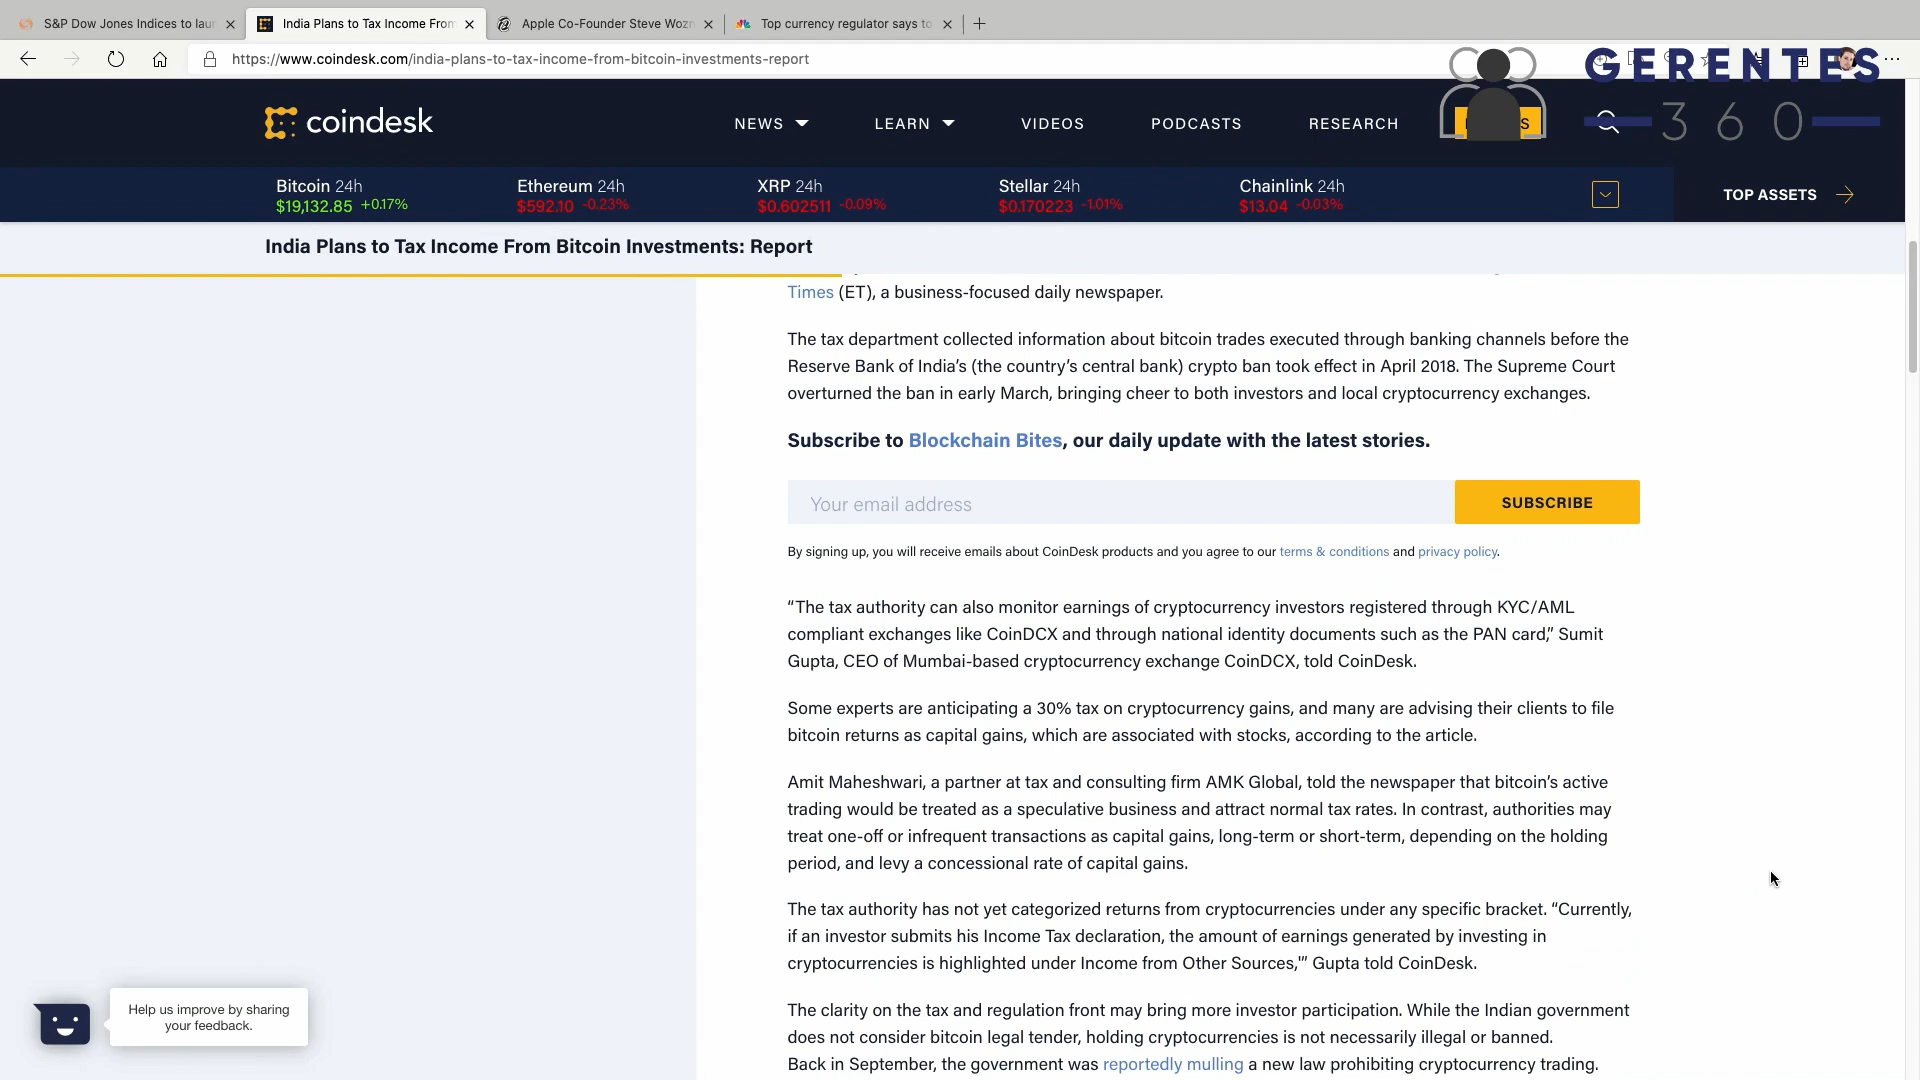 S&P Dow Jones Indices to lau
India Plans to Tax Income From
Apple Co-Founder Steve Wozn
Top currency regulator says to
https://www.coindesk.com/india-plans-to-tax-income-from-bitcoin-investments-report
GERENTES
360
coindesk
NEWS
LEARN
VIDEOS
PODCASTS
RESEARCH
Bitcoin 24h
$19,132.85 +0.17%
Ethereum 24h
$592.10 -0.23%
XRP 24h
$0.602511 -0.09%
Stellar 24h
$0.170223 -1.01%
Chainlink 24h
$13.04 -0.03%
TOP ASSETS
India Plans to Tax Income From Bitcoin Investments: Report
Times (ET), a business-focused daily newspaper.
The tax department collected information about bitcoin trades executed through banking channels before the
Reserve Bank of India’s (the country’s central bank) crypto ban took effect in April 2018. The Supreme Court
overturned the ban in early March, bringing cheer to both investors and local cryptocurrency exchanges.
Subscribe to Blockchain Bites, our daily update with the latest stories.
Your email address
SUBSCRIBE
By signing up, you will receive emails about CoinDesk products and you agree to our terms & conditions and privacy policy.
“The tax authority can also monitor earnings of cryptocurrency investors registered through KYC/AML
compliant exchanges like CoinDCX and through national identity documents such as the PAN card,” Sumit
Gupta, CEO of Mumbai-based cryptocurrency exchange CoinDCX, told CoinDesk.
Some experts are anticipating a 30% tax on cryptocurrency gains, and many are advising their clients to file
bitcoin returns as capital gains, which are associated with stocks, according to the article.
Amit Maheshwari, a partner at tax and consulting firm AMK Global, told the newspaper that bitcoin’s active
trading would be treated as a speculative business and attract normal tax rates. In contrast, authorities may
treat one-off or infrequent transactions as capital gains, long-term or short-term, depending on the holding
period, and levy a concessional rate of capital gains.
The tax authority has not yet categorized returns from cryptocurrencies under any specific bracket. “Currently,
if an investor submits his Income Tax declaration, the amount of earnings generated by investing in
cryptocurrencies is highlighted under Income from Other Sources,'” Gupta told CoinDesk.
The clarity on the tax and regulation front may bring more investor participation. While the Indian government
does not consider bitcoin legal tender, holding cryptocurrencies is not necessarily illegal or banned.
Back in September, the government was reportedly mulling a new law prohibiting cryptocurrency trading.
Help us improve by sharing
your feedback.